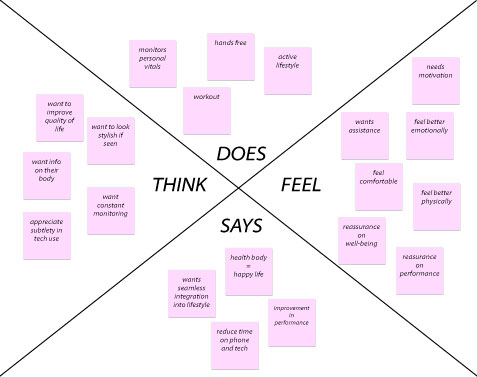 monitors
personal
vitals
hands free
active
lifestyle
workout
DOES
want to
improve
quality of
life
want to look
stylish if
seen
want info
on their
body
want
constant
monitoring
appreciate
subtlety in
tech use
THINK
needs
motivation
wants
assistance
feel better
emotionally
feel
comfortable
feel better
physically
reassurance
on
well-being
reasurance
on
performance
FEEL
SAYS
health body
=
happy life
wants
seamless
integration
into lifestyle
improvement
in
performance
reduce time
on phone
and tech